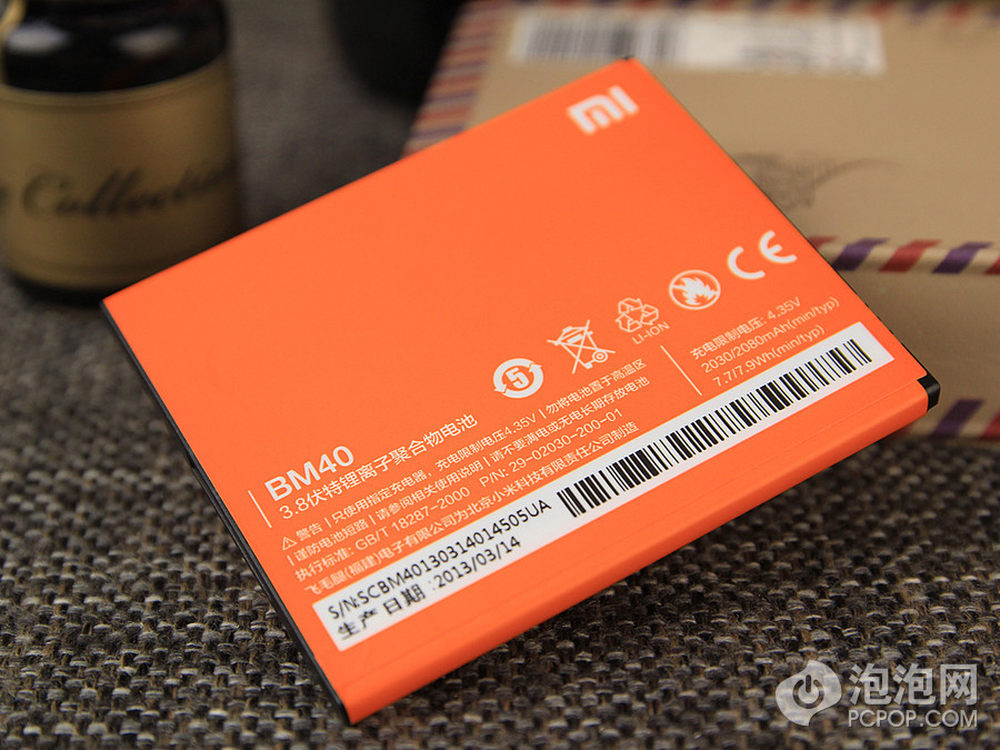 Collection
MI
CE
5
LI-ION
BM40
3.8伏特锂离子聚合物电池
充电限制电压: 4.35V
2030/2080mAh(min/typ)
7.7/7.9Wh(min/typ)
警告 | 只使用指定充电器，充电限制电压4.35V | 勿将电池置于高温区
谨防电池短路 | 请参阅相关使用说明 | 请不要满电或无电长期存放电池
执行标准: GB/T 18287-2000 P/N: 29-02030-200-01
飞毛腿(福建)电子有限公司为北京小米科技有限责任公司制造
S/N:SCBM40130314014505UA
生产日期 :2013/03/14
泡泡网
PCPOP.COM